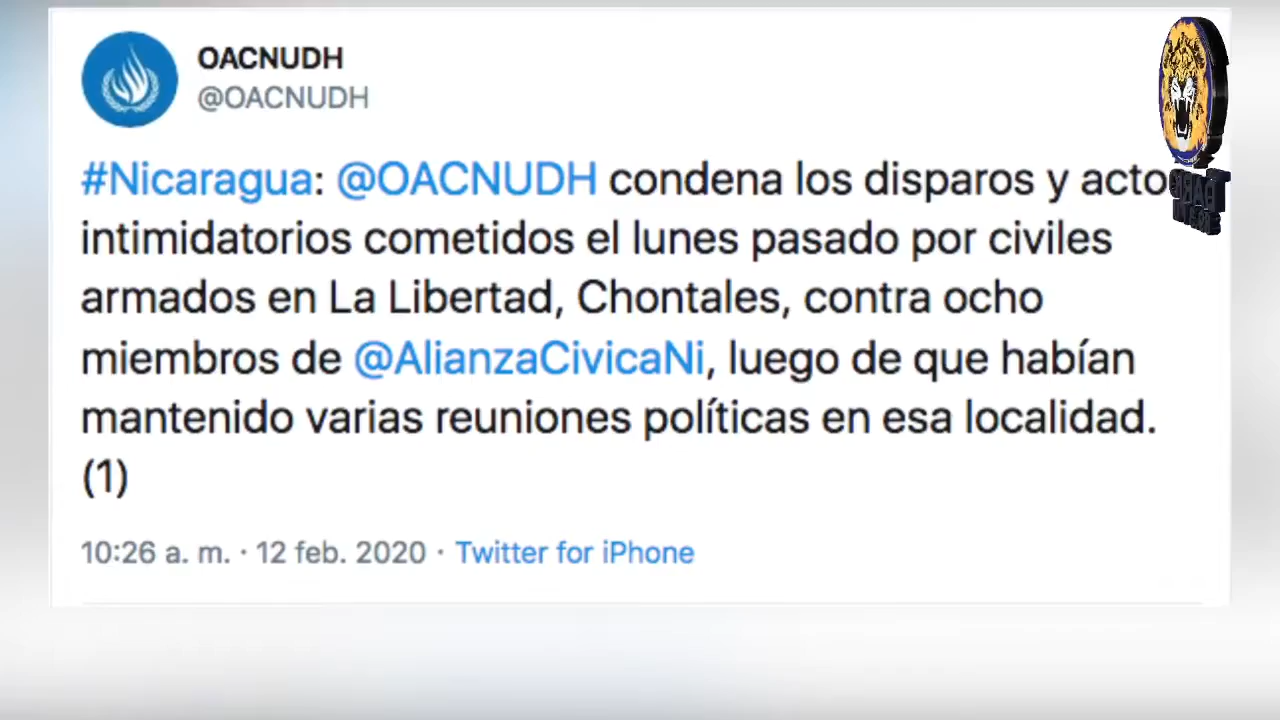 OACNUDH
@OACNUDH
#Nicaragua: @OACNUDH condena los disparos y acto
intimidatorios cometidos el lunes pasado por civiles
armados en La Libertad, Chontales, contra ocho
miembros de @AlianzaCivicaNi, luego de que habían
mantenido varias reuniones políticas en esa localidad.
(1)
10:26 a. m. · 12 feb. 2020 · Twitter for iPhone